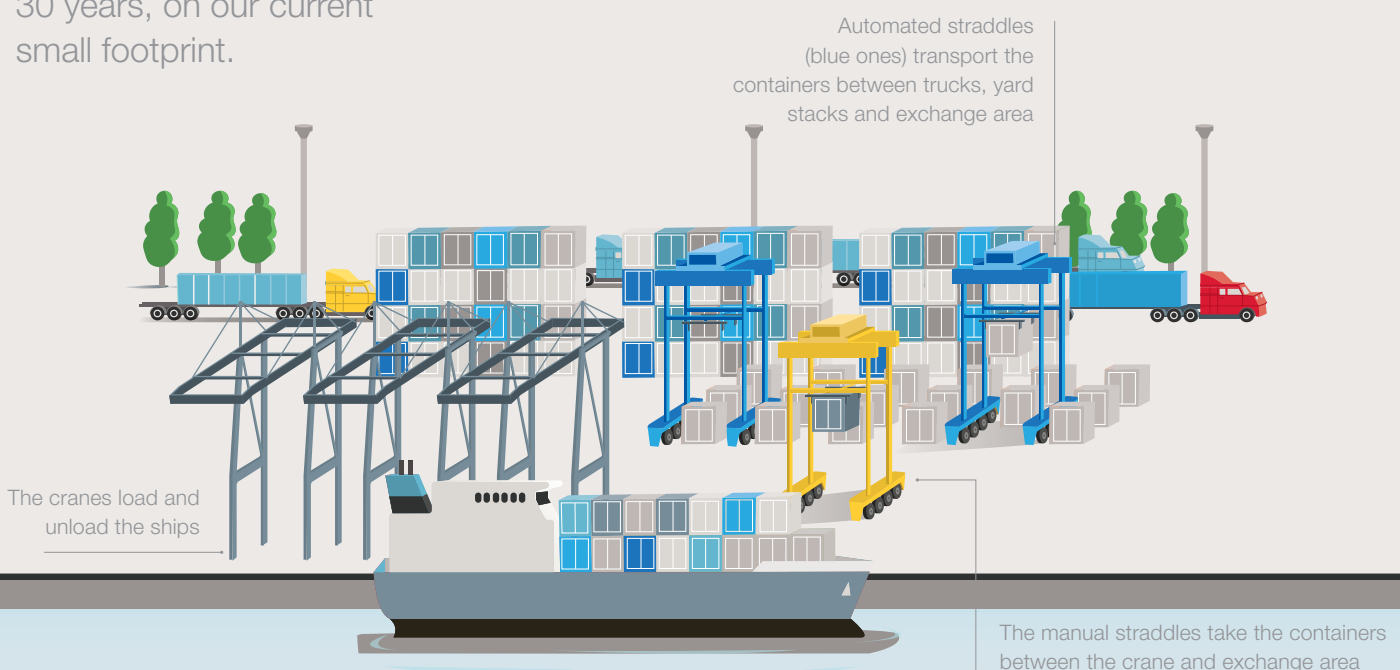 30 years, on our current
small footprint.
Automated straddles
(blue ones) transport the
containers between trucks, yard
stacks and exchange area
The cranes load and
unload the ships
The manual straddles take the containers
between the crane and exchange area